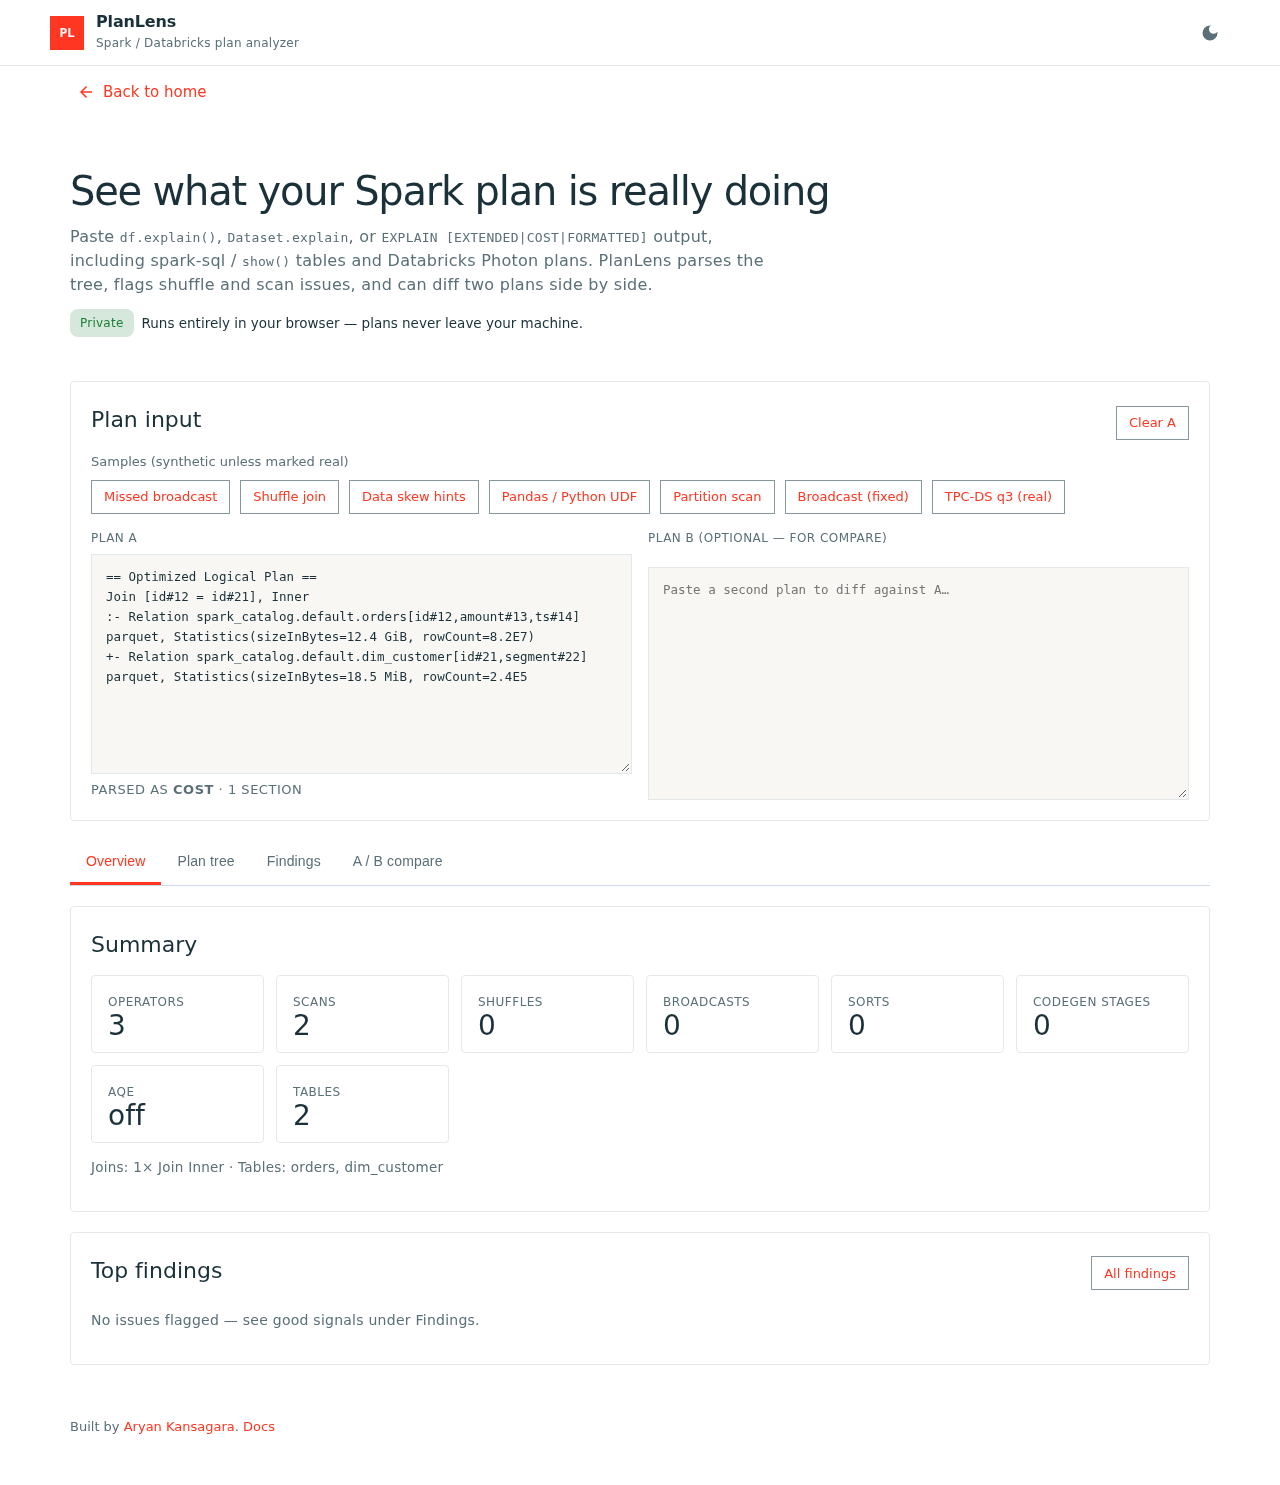 PL
PlanLens
Spark / Databricks plan analyzer
Back to home
See what your Spark plan is really doing
Paste df.explain(), Dataset.explain, or EXPLAIN [EXTENDED|COST|FORMATTED] output,
including spark-sql / show() tables and Databricks Photon plans. PlanLens parses the
tree, flags shuffle and scan issues, and can diff two plans side by side.
Private Runs entirely in your browser — plans never leave your machine.
Plan input
Clear A
Samples (synthetic unless marked real)
Missed broadcast
Shuffle join
Data skew hints
Pandas / Python UDF
Partition scan
Broadcast (fixed)
TPC-DS q3 (real)
PLAN A
== Optimized Logical Plan ==
Join [id#12 = id#21], Inner
:- Relation spark_catalog.default.orders[id#12,amount#13,ts#14]
parquet, Statistics(sizeInBytes=12.4 GiB, rowCount=8.2E7)
+- Relation spark_catalog.default.dim_customer[id#21,segment#22]
parquet, Statistics(sizeInBytes=18.5 MiB, rowCount=2.4E5
PARSED AS COST · 1 SECTION
PLAN B (OPTIONAL — FOR COMPARE)
Paste a second plan to diff against A…
Overview
Plan tree
Findings
A / B compare
Summary
OPERATORS
3
SCANS
2
SHUFFLES
0
BROADCASTS
0
SORTS
0
CODEGEN STAGES
0
AQE
off
TABLES
2
Joins: 1× Join Inner · Tables: orders, dim_customer
Top findings
All findings
No issues flagged — see good signals under Findings.
Built by Aryan Kansagara. Docs